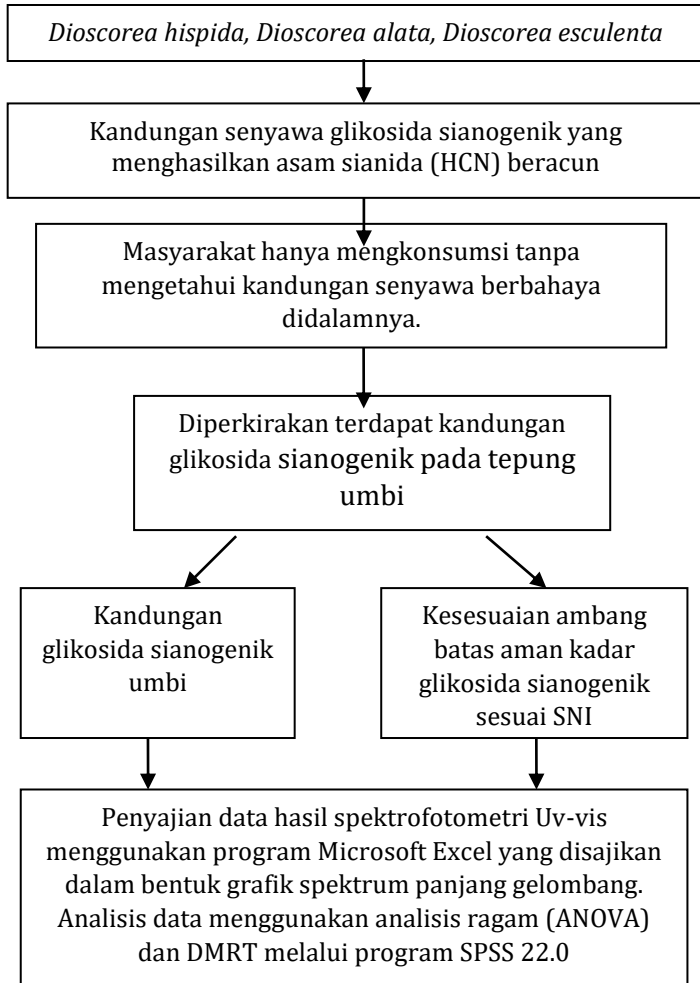 Dioscorea hispida, Dioscorea alata, Dioscorea esculenta
Kandungan senyawa glikosida sianogenik yang
menghasilkan asam sianida (HCN) beracun
Masyarakat hanya mengkonsumsi tanpa
mengetahui kandungan senyawa berbahaya
didalamnya.
Diperkirakan terdapat kandungan
glikosida sianogenik pada tepung
umbi
Kandungan
glikosida sianogenik
umbi
Kesesuaian ambang
batas aman kadar
glikosida sianogenik
sesuai SNI
Penyajian data hasil spektrofotometri Uv-vis
menggunakan program Microsoft Excel yang disajikan
dalam bentuk grafik spektrum panjang gelombang.
Analisis data menggunakan analisis ragam (ANOVA)
dan DMRT melalui program SPSS 22.0